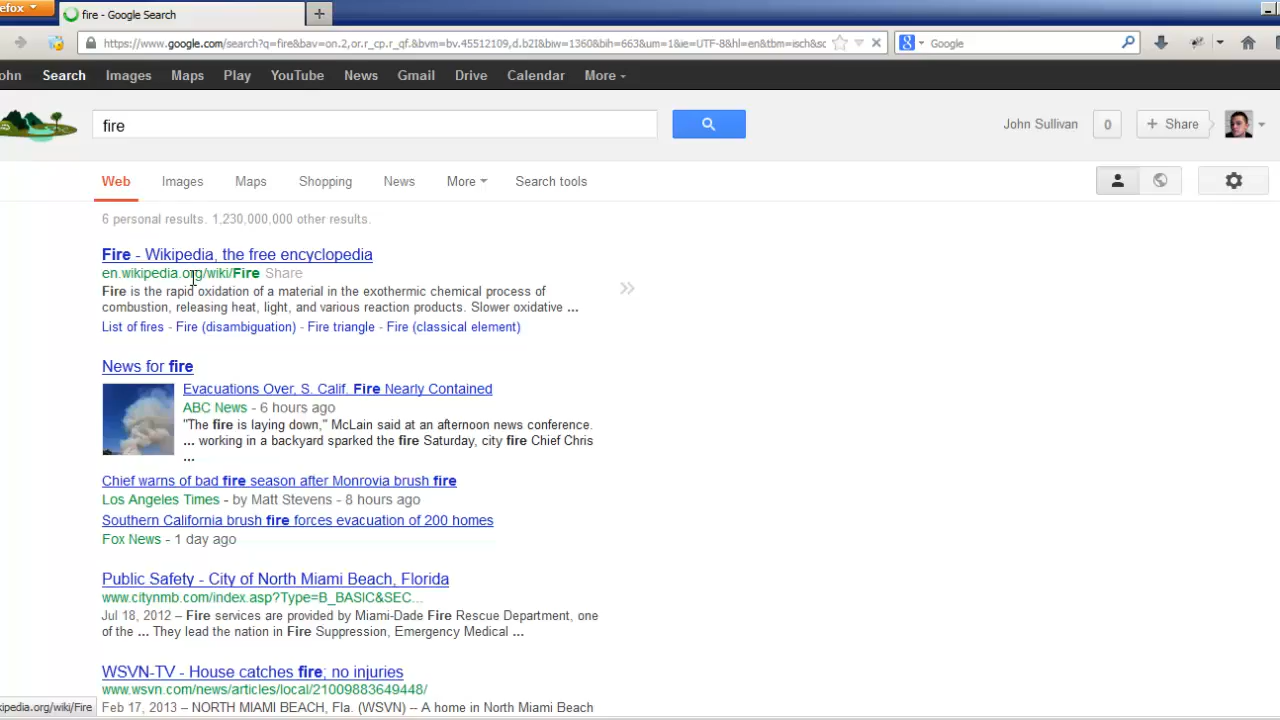 efox
fire - Google Search
https://www.google.com/search?q=fire&bav=on.2,or.r_cp.r_qf.&bvm=bv.45512109,d.b2I&biw=1360&bih=663&um=1&ie=UTF-8&hl=en&tbm=isch&sc
Google
ohn Search Images Maps Play YouTube News Gmail Drive Calendar More
fire
John Sullivan 0 + Share
Web Images Maps Shopping News More Search tools
6 personal results. 1,230,000,000 other results.
Fire - Wikipedia, the free encyclopedia
en.wikipedia.org/wiki/Fire Share
Fire is the rapid oxidation of a material in the exothermic chemical process of
combustion, releasing heat, light, and various reaction products. Slower oxidative ...
List of fires - Fire (disambiguation) - Fire triangle - Fire (classical element)
News for fire
Evacuations Over, S. Calif. Fire Nearly Contained
ABC News - 6 hours ago
"The fire is laying down," McLain said at an afternoon news conference.
... working in a backyard sparked the fire Saturday, city fire Chief Chris
...
Chief warns of bad fire season after Monrovia brush fire
Los Angeles Times - by Matt Stevens - 8 hours ago
Southern California brush fire forces evacuation of 200 homes
Fox News - 1 day ago
Public Safety - City of North Miami Beach, Florida
www.citynmb.com/index.asp?Type=B_BASIC&SEC...
Jul 18, 2012 – Fire services are provided by Miami-Dade Fire Rescue Department, one
of the ... They lead the nation in Fire Suppression, Emergency Medical ...
WSVN-TV - House catches fire; no injuries
www.wsvn.com/news/articles/local/21009883649448/
Feb 17, 2013 – NORTH MIAMI BEACH, Fla. (WSVN) -- A home in North Miami Beach
kipedia.org/wiki/Fire